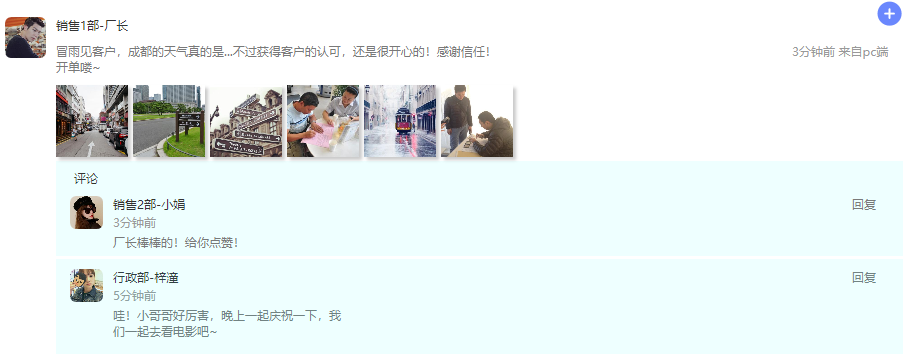 销售1部-厂长
冒雨见客户，成都的天气真的是...不过获得客户的认可，还是很开心的！感谢信任！
3分钟前 来自pc端
开单喽~
评论
销售2部-小娟
回复
3分钟前
厂长棒棒的！给你点赞！
行政部-梓潼
回复
5分钟前
哇！小哥哥好厉害，晚上一起庆祝一下，我
们一起去看电影吧~